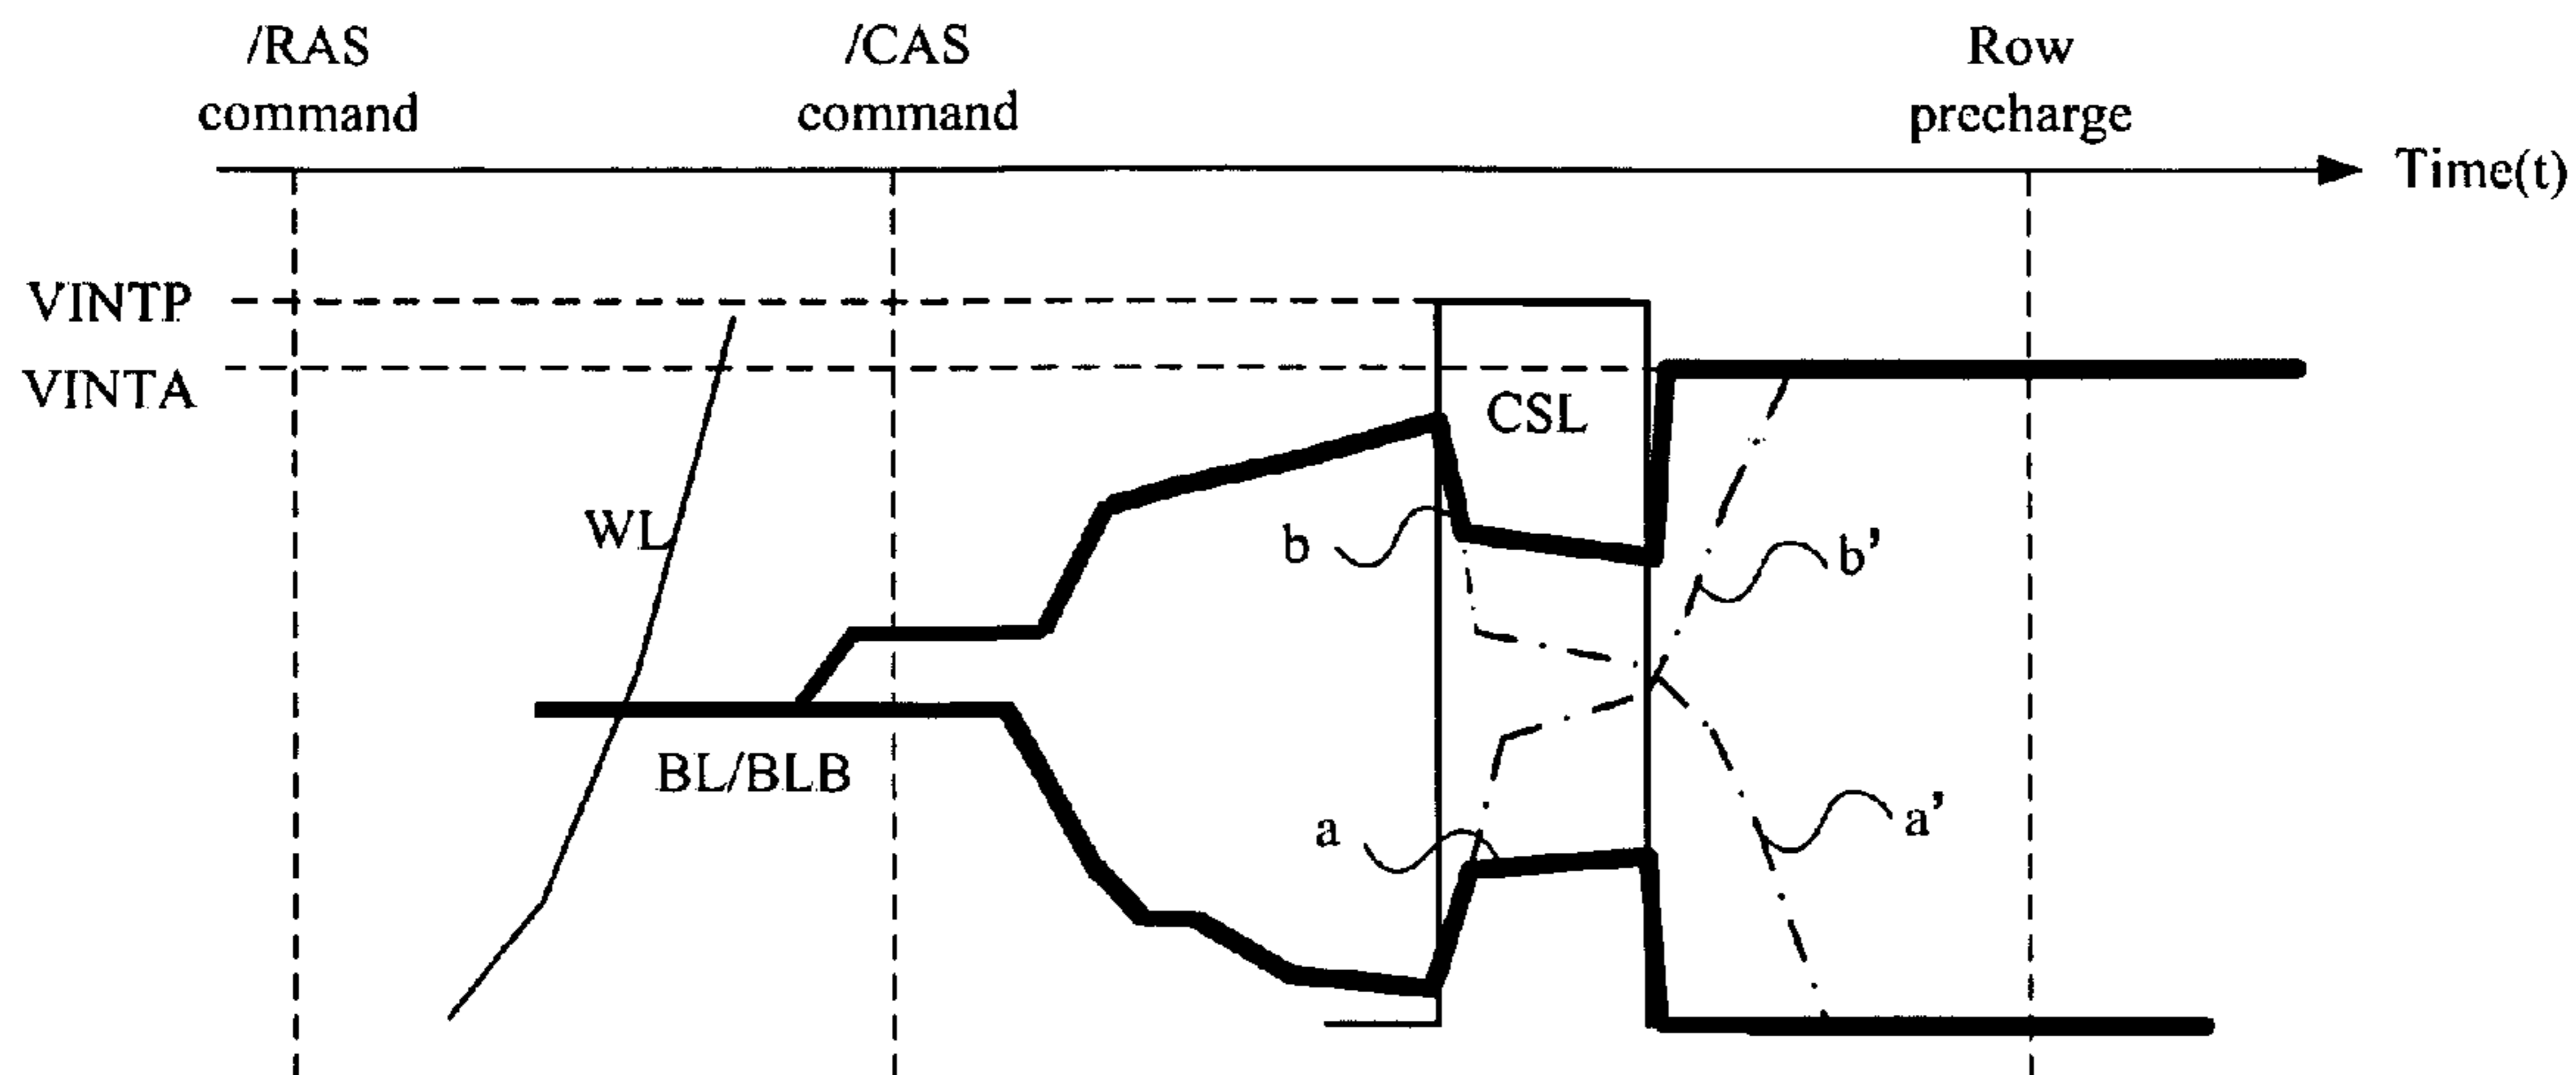 /RAS
command
/CAS
command
Row
precharge
Time(t)
VINTP
VINTA
CSL
WL
b
b'
BL/BLB
a
a'